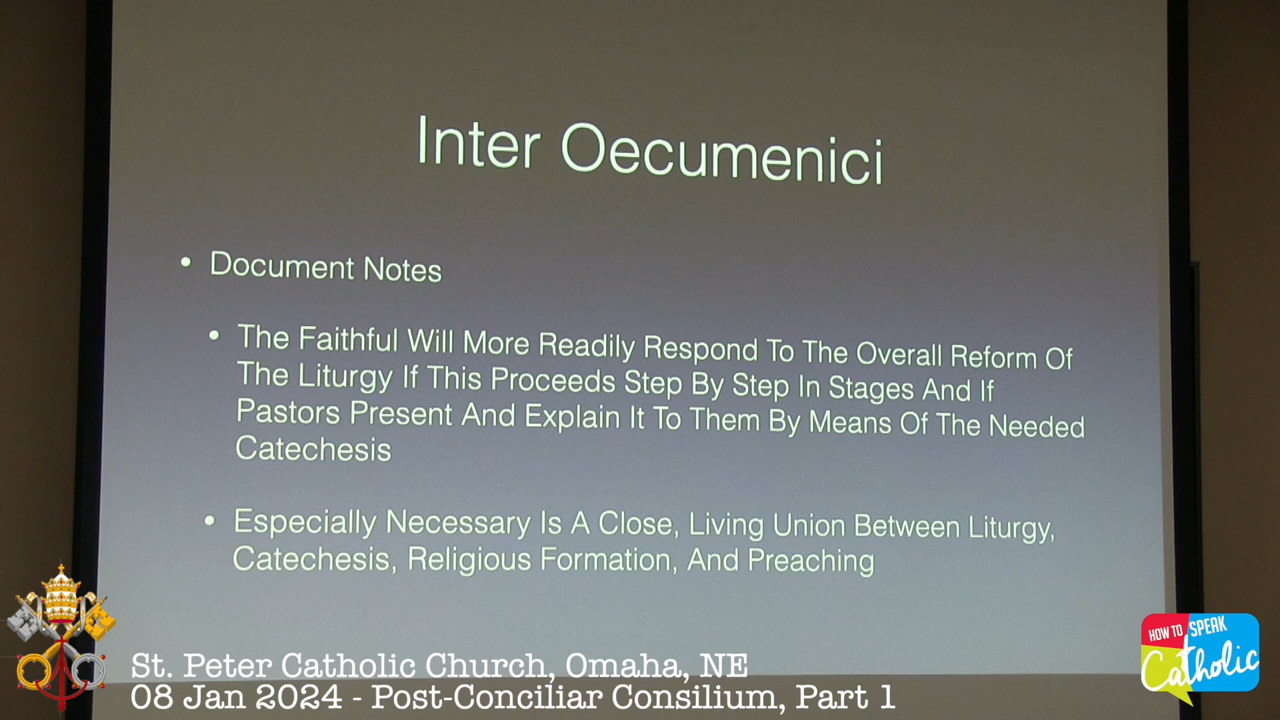 Inter Oecumenici
• Document Notes
• The Faithful Will More Readily Respond To The Overall Reform Of
The Liturgy If This Proceeds Step By Step In Stages And If
Pastors Present And Explain It To Them By Means Of The Needed
Catechesis
• Especially Necessary Is A Close, Living Union Between Liturgy,
Catechesis, Religious Formation, And Preaching
St. Peter Catholic Church, Omaha, NE
08 Jan 2024 - Post-Conciliar Consilium, Part 1
HOW TO SPEAK
Catholic